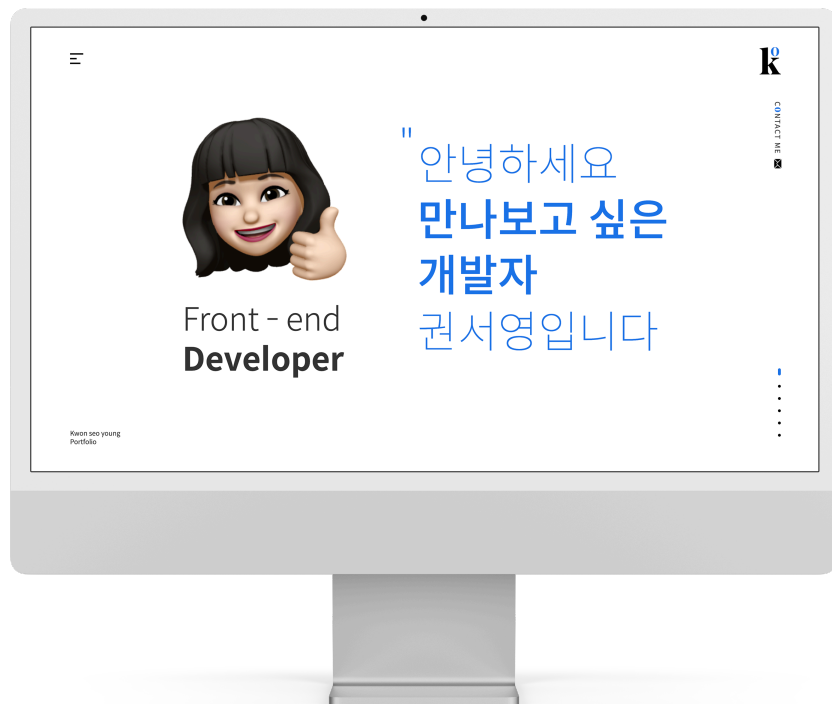 ko
CONTACT ME
"
안녕하세요
만나보고 싶은
개발자
권서영입니다
Front - end
Developer
Kwon seo young
Portfolio